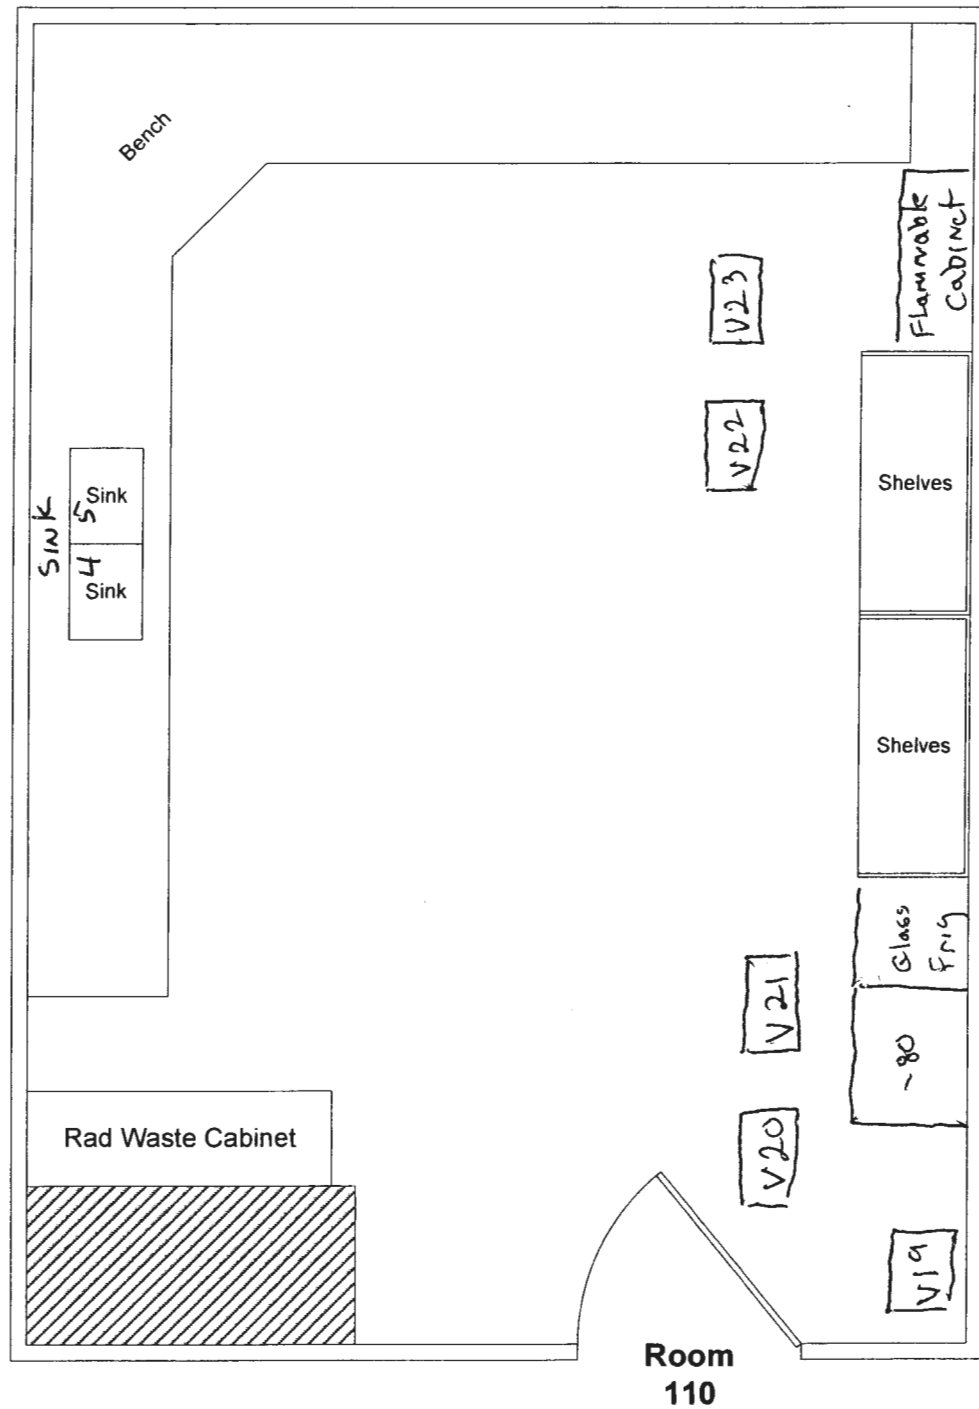 Bench
Flammable
Cabinet
V23
V22
Shelves
SINK
5
Sink
4
Sink
Shelves
Glass
Frig
V21
-80
Rad Waste Cabinet
V20
V19
Room
110